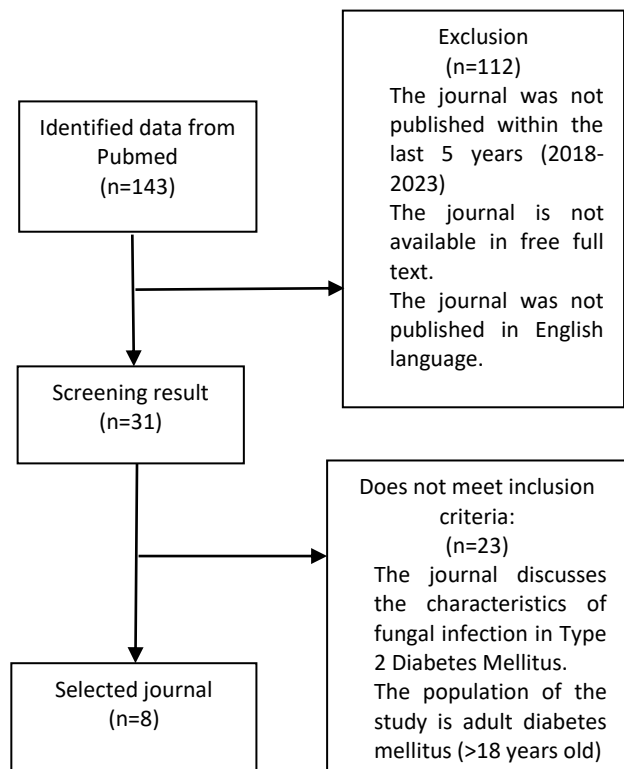 Identified data from
Pubmed
(n=143)
Exclusion
(n=112)
The journal was not
published within the
last 5 years (2018-
2023)
The journal is not
available in free full
text.
The journal was not
published in English
language.
Screening result
(n=31)
Does not meet inclusion
criteria:
(n=23)
The journal discusses
the characteristics of
fungal infection in Type
2 Diabetes Mellitus.
The population of the
study is adult diabetes
mellitus (>18 years old)
Selected journal
(n=8)